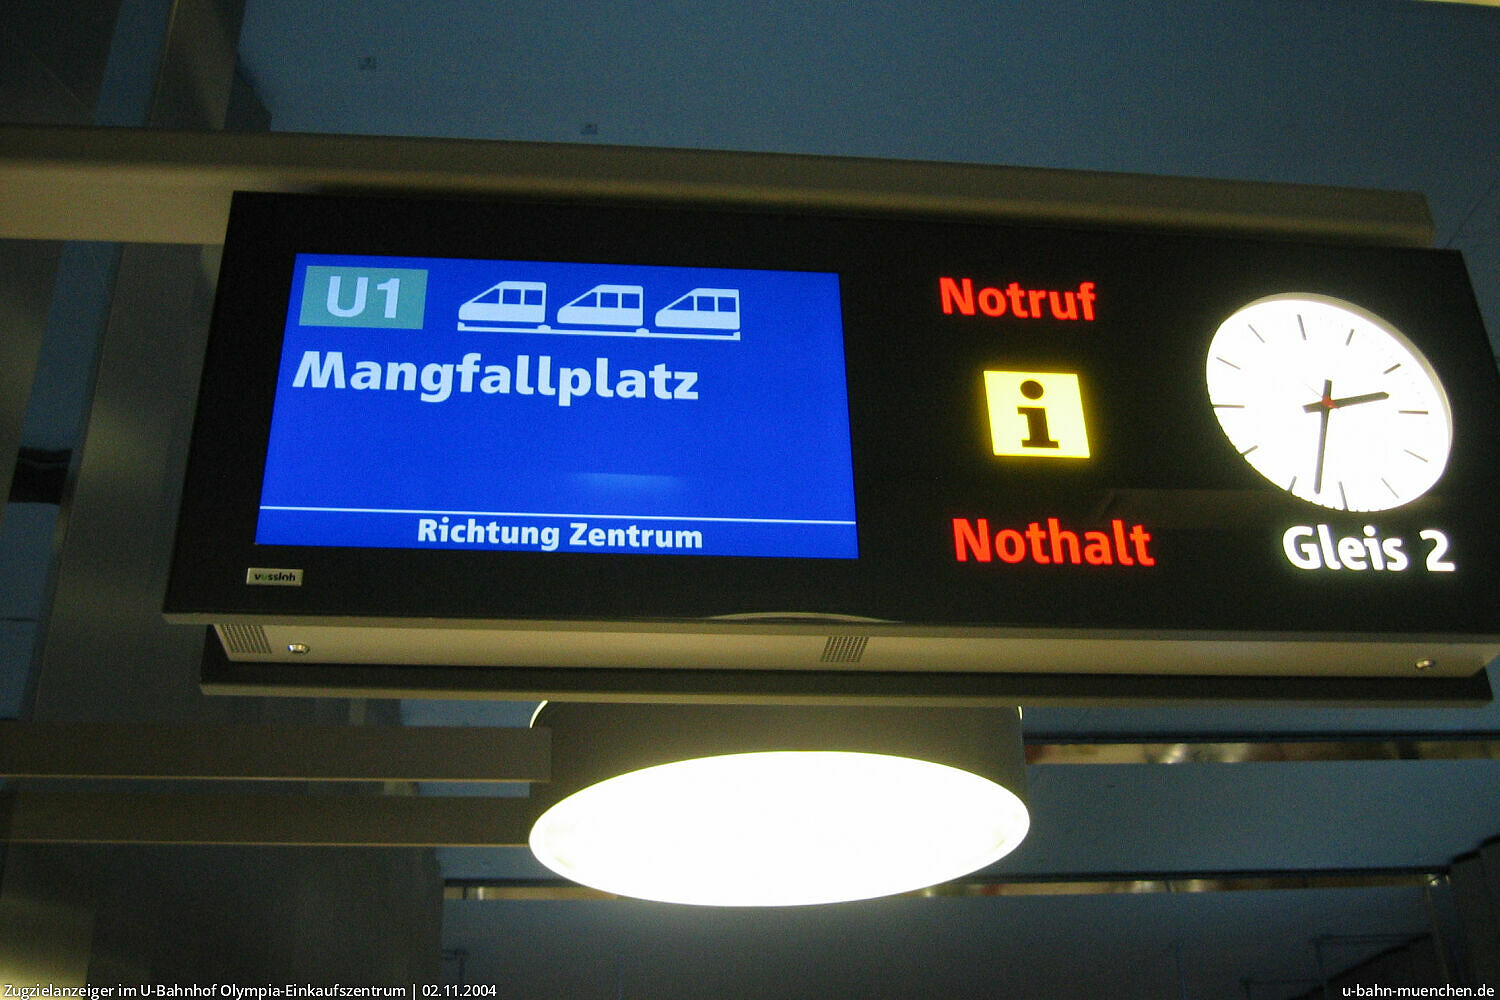 U1
Mangfallplatz
Richtung Zentrum
vossloh
Notruf
i
Nothalt
Gleis 2
Zugzielanzeiger im U-Bahnhof Olympia-Einkaufszentrum | 02.11.2004
u-bahn-muenchen.de